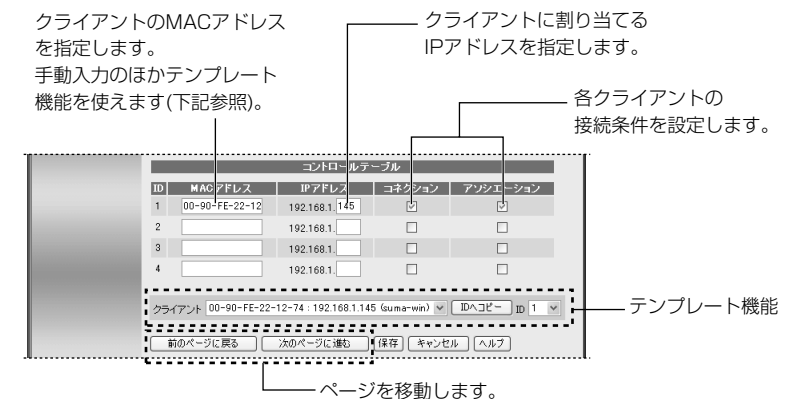 クライアントのMACアドレス
を指定します。
手動入力のほかテンプレート
機能を使えます(下記参照)。
クライアントに割り当てる
IPアドレスを指定します。
各クライアントの
接続条件を設定します。
コントロールテーブル
ID MACアドレス IPアドレス コネクション アソシエーション
1 00-90-FE-22-12 192.168.1. 145
2 192.168.1.
3 192.168.1.
4 192.168.1.
クライアント 00-90-FE-22-12-74 : 192.168.1.145 (suma-win) IDへコピー ID 1
テンプレート機能
前のページに戻る 次のページに進む 保存 キャンセル ヘルプ
ページを移動します。